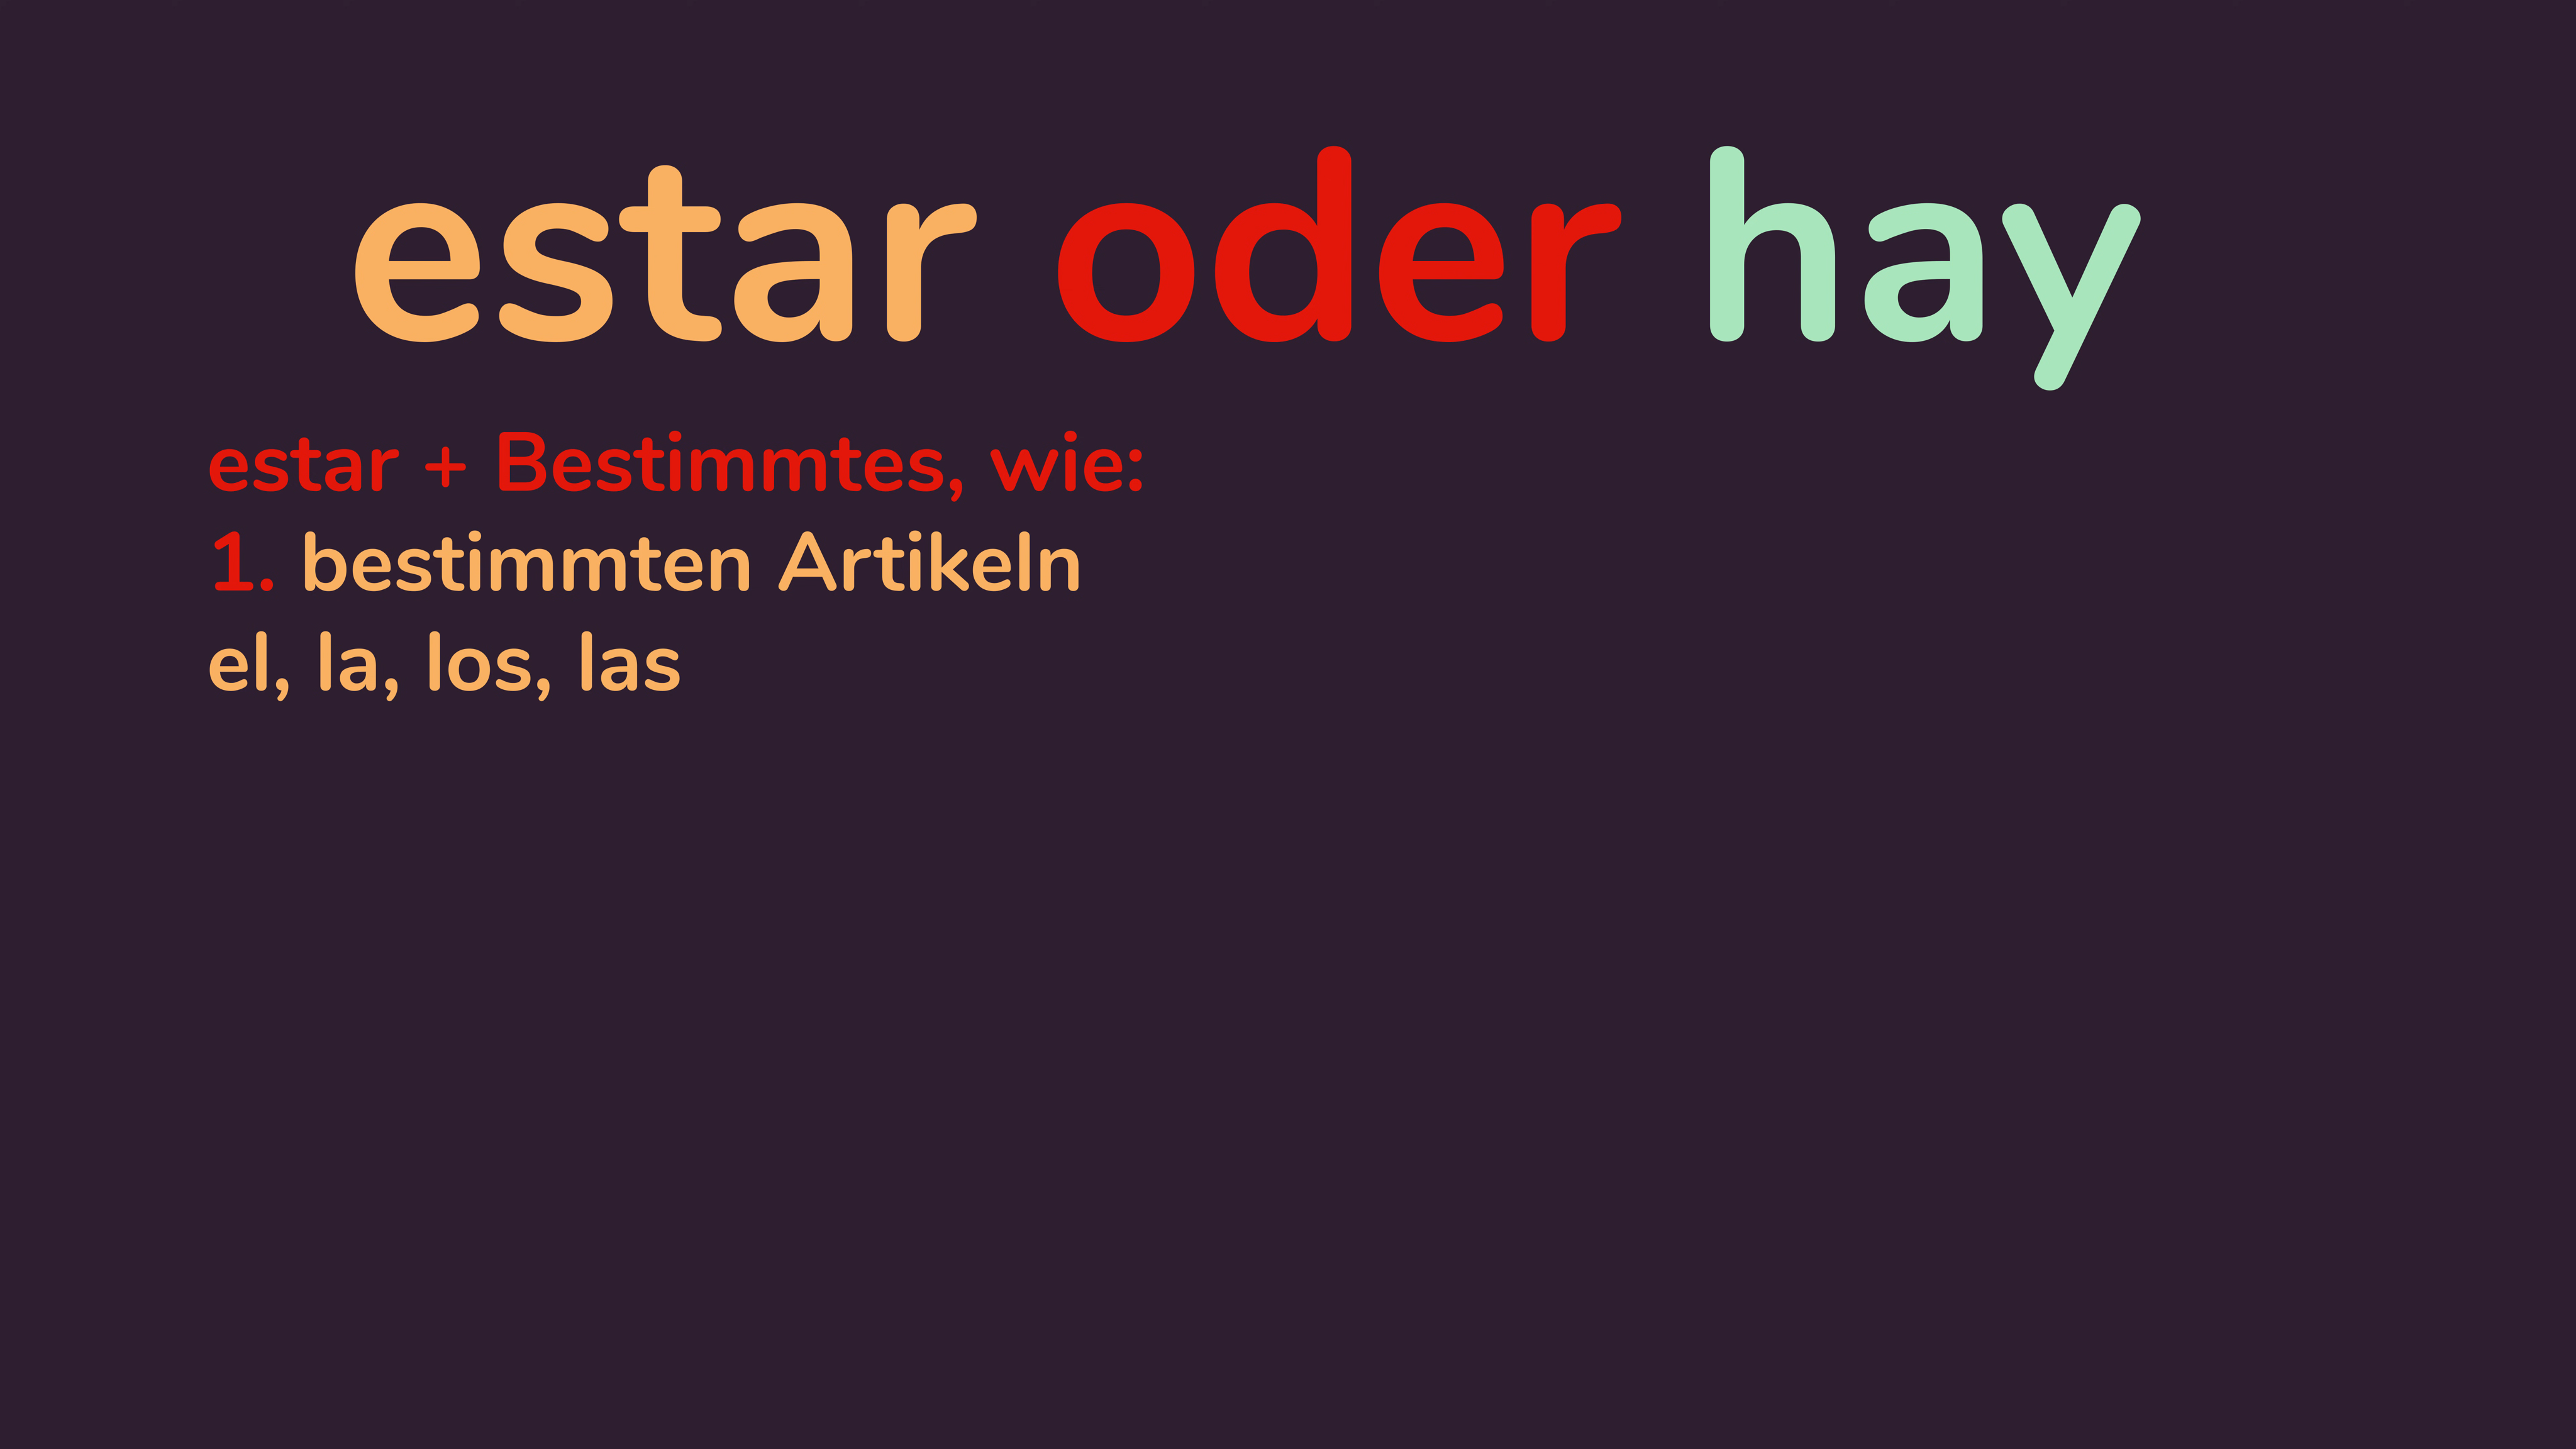 estar oder hay
estar + Bestimmtes, wie:
1. bestimmten Artikeln
el, la, los, las